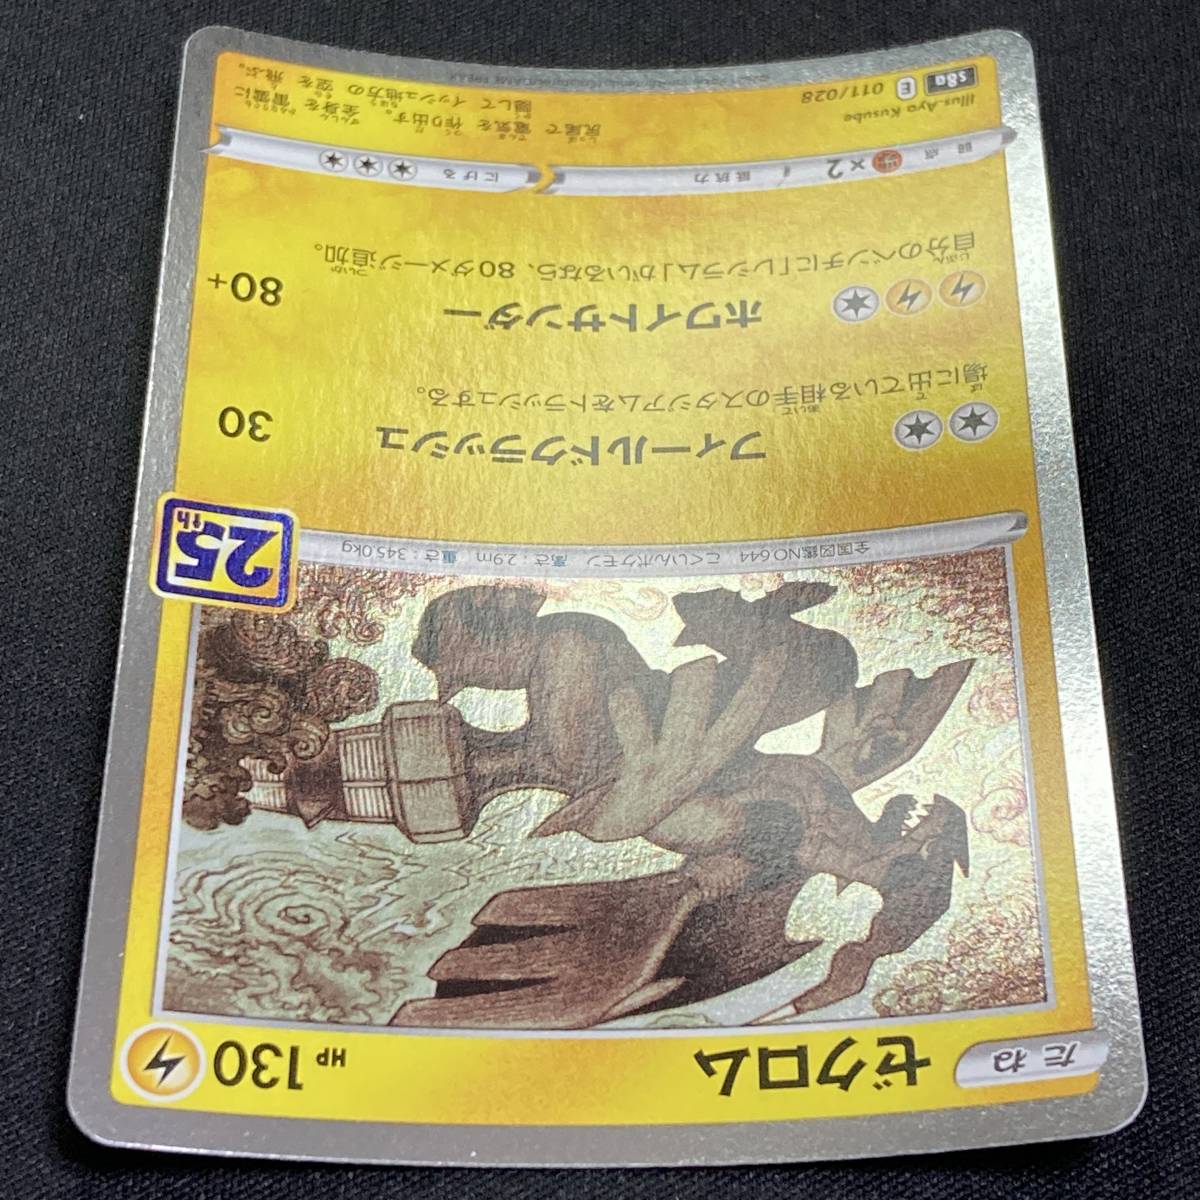 たね ゼクロム HP 130
25th
全国図鑑NO.644 こくいんポケモン 高さ：2.9m 重さ：345.0kg
フィールドクラッシュ 30
場に出ている相手のスタジアムをトラッシュする。
ホワイトサンダー 80+
自分のベンチに「レシラム」がいるなら、80ダメージ追加。
弱点 ×2 抵抗力 にげる
Illus.Aya Kusube
s8a E 011/028
尻尾で 電気を 作り出す。 全身を 雷雲に
隠して イッシュ地方の 空を 飛ぶ。